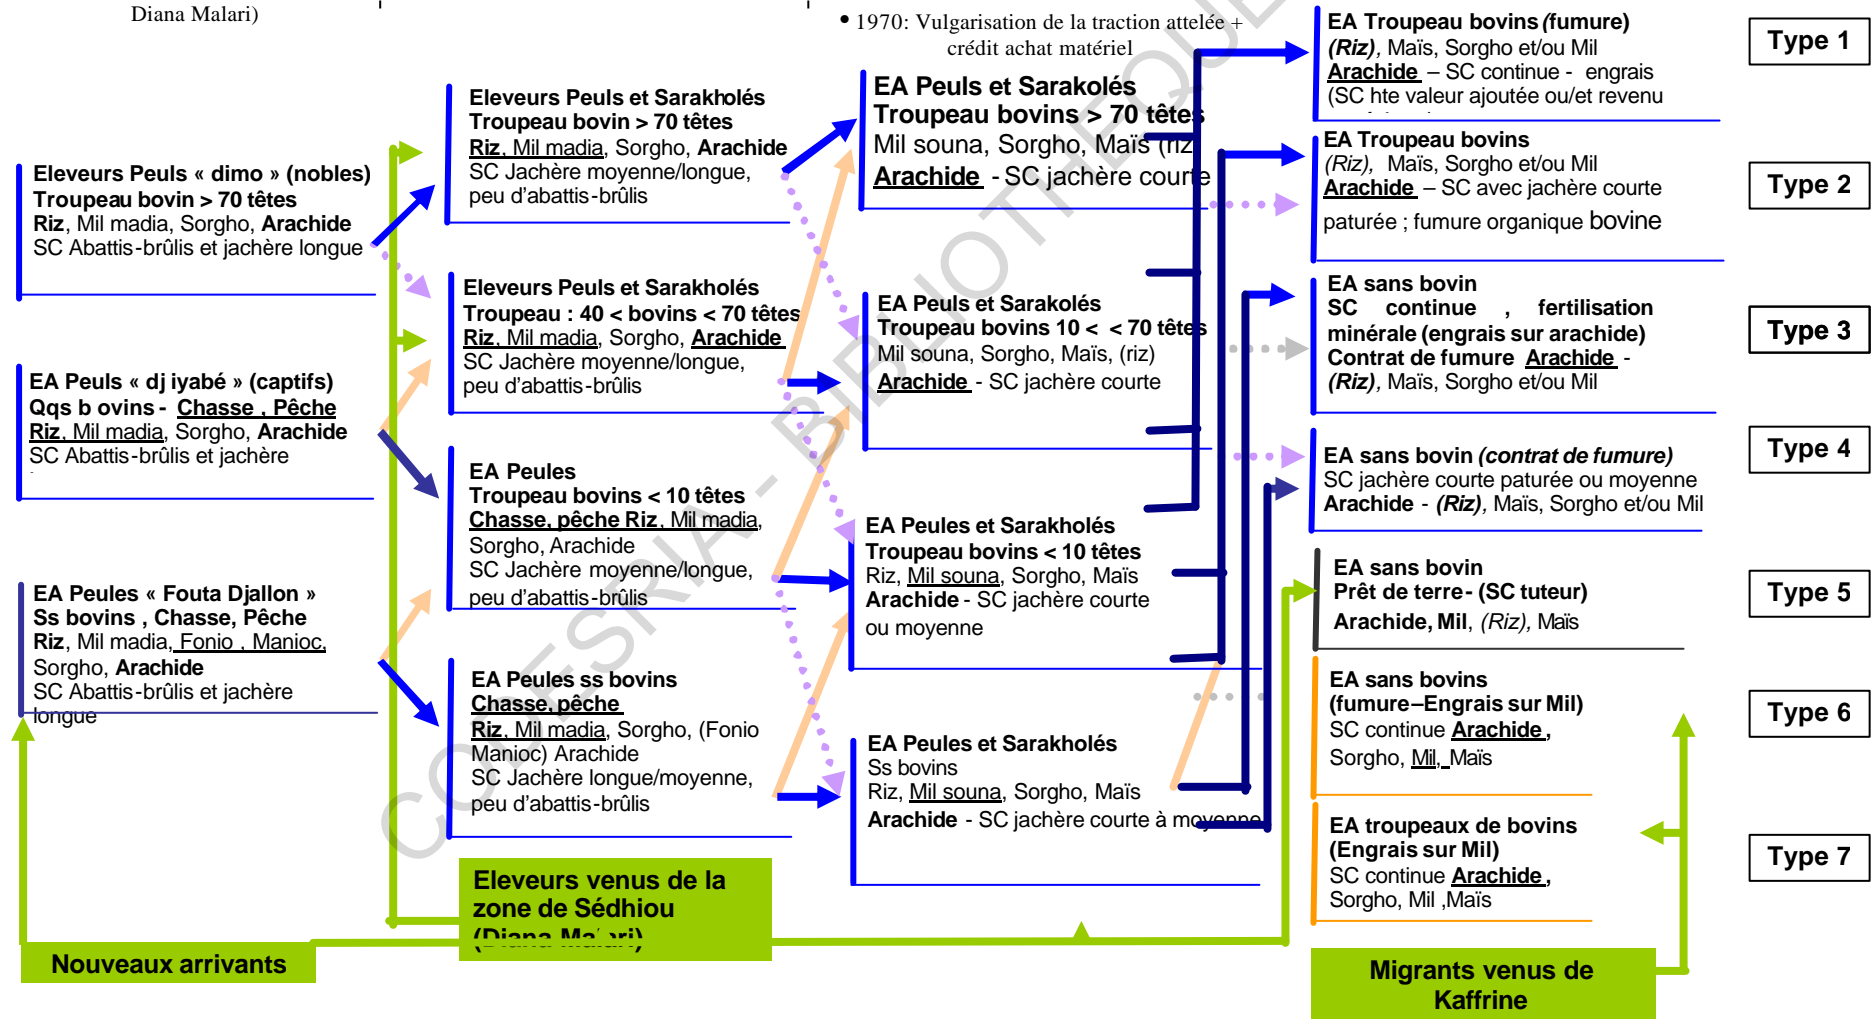 Diana Malari)
• 1970: Vulgarisation de la traction attelée +
crédit achat matériel
Eleveurs Peuls « dimo » (nobles)
Troupeau bovin > 70 têtes
Riz, Mil madia, Sorgho, Arachide
SC Abattis-brûlis et jachère longue
EA Peuls « dj iyabé » (captifs)
Qqs b ovins - Chasse , Pêche
Riz, Mil madia, Sorgho, Arachide
SC Abattis-brûlis et jachère
EA Peules « Fouta Djallon »
Ss bovins , Chasse, Pêche
Riz, Mil madia, Fonio , Manioc,
Sorgho, Arachide
SC Abattis-brûlis et jachère
longue
Nouveaux arrivants
Eleveurs Peuls et Sarakholés
Troupeau bovin > 70 têtes
Riz, Mil madia, Sorgho, Arachide
SC Jachère moyenne/longue,
peu d'abattis-brûlis
Eleveurs Peuls et Sarakholés
Troupeau : 40 < bovins < 70 têtes
Riz, Mil madia, Sorgho, Arachide
SC Jachère moyenne/longue,
peu d'abattis-brûlis
EA Peules
Troupeau bovins < 10 têtes
Chasse, pêche Riz, Mil madia,
Sorgho, Arachide
SC Jachère moyenne/longue,
peu d'abattis-brûlis
EA Peules ss bovins
Chasse, pêche
Riz, Mil madia, Sorgho, (Fonio
Manioc) Arachide
SC Jachère longue/moyenne,
peu d'abattis-brûlis
Eleveurs venus de la
zone de Sédhiou
(Diana Malari)
EA Peuls et Sarakolés
Troupeau bovins > 70 têtes
Mil souna, Sorgho, Maïs (riz
Arachide - SC jachère courte
EA Peuls et Sarakolés
Troupeau bovins 10 < < 70 têtes
Mil souna, Sorgho, Maïs, (riz)
Arachide - SC jachère courte
EA Peules et Sarakholés
Troupeau bovins < 10 têtes
Riz, Mil souna, Sorgho, Maïs
Arachide - SC jachère courte
ou moyenne
EA Peules et Sarakholés
Ss bovins
Riz, Mil souna, Sorgho, Maïs
Arachide - SC jachère courte à moyenne
EA Troupeau bovins (fumure)
(Riz), Maïs, Sorgho et/ou Mil
Arachide – SC continue - engrais
(SC hte valeur ajoutée ou/et revenu
Type 1
EA Troupeau bovins
(Riz), Maïs, Sorgho et/ou Mil
Arachide – SC avec jachère courte
paturée ; fumure organique bovine
Type 2
EA sans bovin
SC continue , fertilisation
minérale (engrais sur arachide)
Contrat de fumure Arachide -
(Riz), Maïs, Sorgho et/ou Mil
Type 3
EA sans bovin (contrat de fumure)
SC jachère courte paturée ou moyenne
Arachide - (Riz), Maïs, Sorgho et/ou Mil
Type 4
EA sans bovin
Prêt de terre- (SC tuteur)
Arachide, Mil, (Riz), Maïs
Type 5
EA sans bovins
(fumure–Engrais sur Mil)
SC continue Arachide,
Sorgho, Mil, Maïs
Type 6
EA troupeaux de bovins
(Engrais sur Mil)
SC continue Arachide,
Sorgho, Mil ,Maïs
Type 7
Migrants venus de
Kaffrine
CODESRIA - BIBLIOTHEQUE